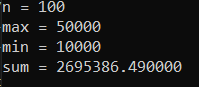 n = 100
max = 50000
min = 10000
sum = 2695386.490000